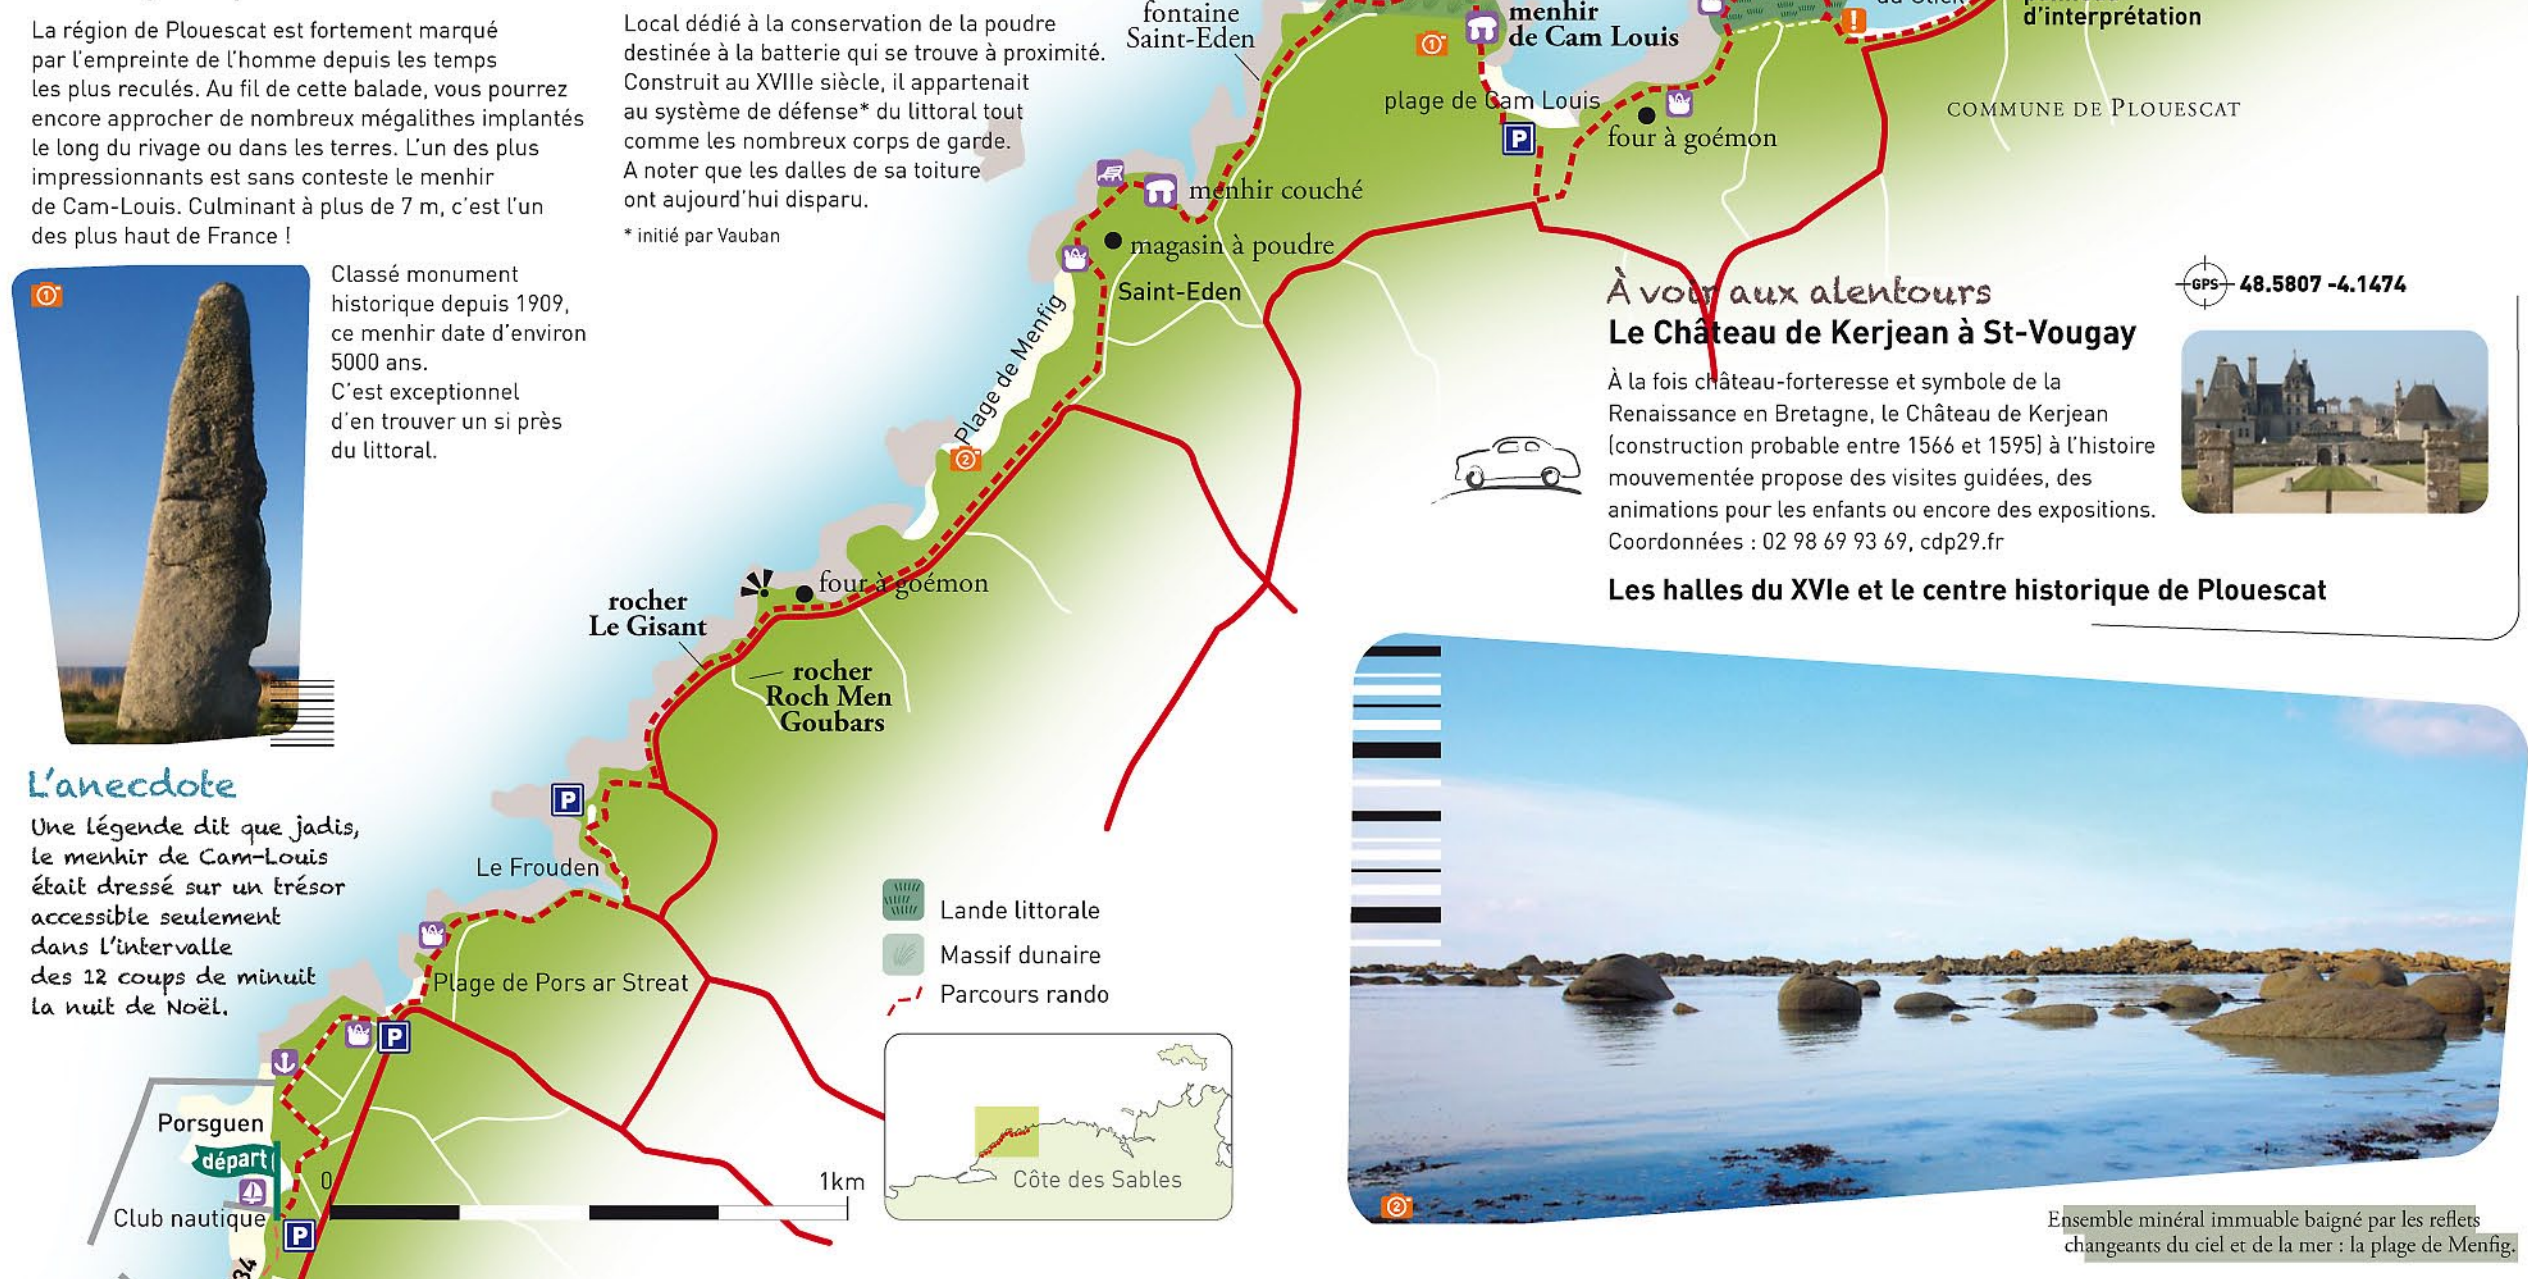 La région de Plouescat est fortement marqué
par l'empreinte de l'homme depuis les temps
les plus reculés. Au fil de cette balade, vous pourrez
encore approcher de nombreux mégalithes implantés
le long du rivage ou dans les terres. L'un des plus
impressionnants est sans conteste le menhir
de Cam-Louis. Culminant à plus de 7 m, c'est l'un
des plus haut de France !
1
Classé monument
historique depuis 1909,
ce menhir date d'environ
5000 ans.
C'est exceptionnel
d'en trouver un si près
du littoral.
L'anecdote
Une légende dit que jadis,
le menhir de Cam-Louis
était dressé sur un trésor
accessible seulement
dans l'intervalle
des 12 coups de minuit
la nuit de Noël.
Local dédié à la conservation de la poudre
destinée à la batterie qui se trouve à proximité.
Construit au XVIIIe siècle, il appartenait
au système de défense* du littoral tout
comme les nombreux corps de garde.
A noter que les dalles de sa toiture
ont aujourd'hui disparu.
* initié par Vauban
fontaine
Saint-Eden
1
menhir
de Cam Louis
!
d'interprétation
plage de Cam Louis
P
four à goémon
COMMUNE DE PLOUESCAT
menhir couché
magasin à poudre
Saint-Eden
Plage de Menfig
2
four à goémon
rocher
Le Gisant
rocher
Roch Men
Goubars
P
Le Frouden
Plage de Pors ar Streat
P
Porsguen
départ
Club nautique
P
34
0
1km
Lande littorale
Massif dunaire
Parcours rando
Côte des Sables
À voir aux alentours
Le Château de Kerjean à St-Vougay
GPS 48.5807 -4.1474
À la fois château-forteresse et symbole de la
Renaissance en Bretagne, le Château de Kerjean
(construction probable entre 1566 et 1595) à l'histoire
mouvementée propose des visites guidées, des
animations pour les enfants ou encore des expositions.
Coordonnées : 02 98 69 93 69, cdp29.fr
Les halles du XVIe et le centre historique de Plouescat
2
Ensemble minéral immuable baigné par les reflets
changeants du ciel et de la mer : la plage de Menfig.